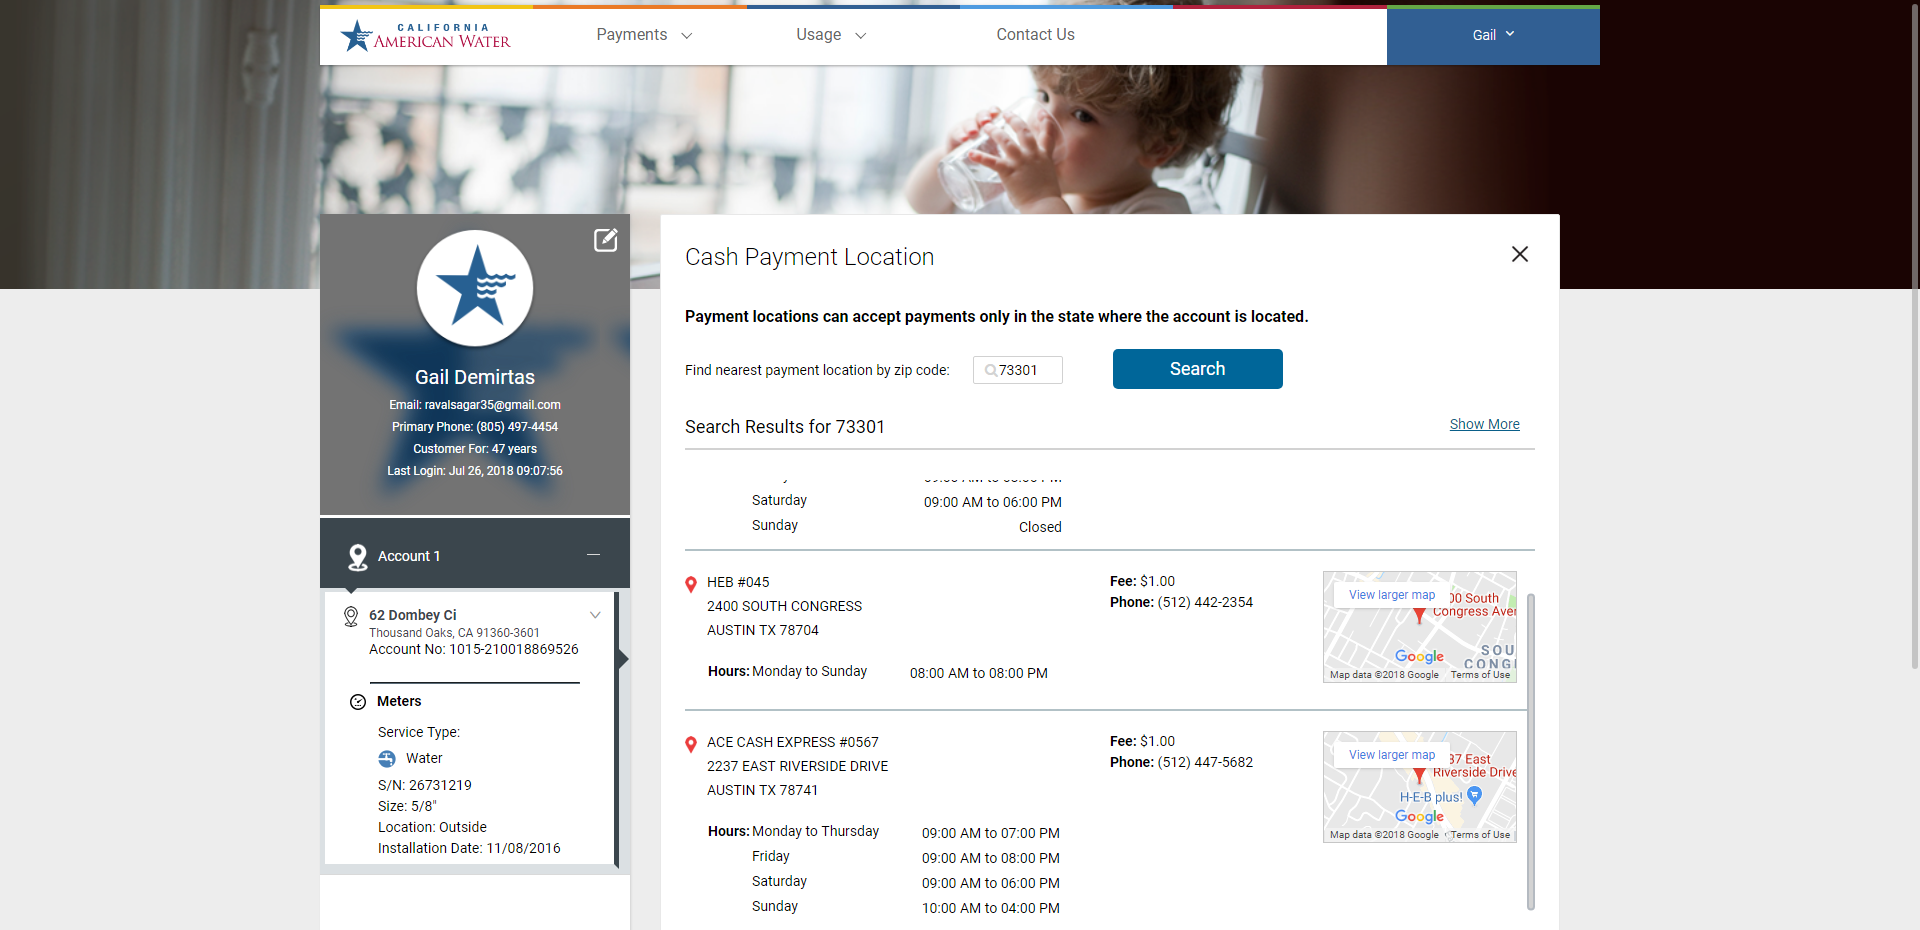 CALIFORNIA
AMERICAN WATER
Payments
Usage
Contact Us
Gail
Gail Demirtas
Email: ravalsagar35@gmail.com
Primary Phone: (805) 497-4454
Customer For: 47 years
Last Login: Jul 26, 2018 09:07:56
Account 1
62 Dombey Ci
Thousand Oaks, CA 91360-3601
Account No: 1015-210018869526
Meters
Service Type:
Water
S/N: 26731219
Size: 5/8"
Location: Outside
Installation Date: 11/08/2016
Cash Payment Location
Payment locations can accept payments only in the state where the account is located.
Find nearest payment location by zip code:
73301
Search
Search Results for 73301
Show More
Saturday 09:00 AM to 06:00 PM
Sunday Closed
HEB #045
2400 SOUTH CONGRESS
AUSTIN TX 78704
Hours: Monday to Sunday 08:00 AM to 08:00 PM
Fee: $1.00
Phone: (512) 442-2354
View larger map
00 South
Congress Aver
SOU
CONG
Google
Map data ©2018 Google Terms of Use
ACE CASH EXPRESS #0567
2237 EAST RIVERSIDE DRIVE
AUSTIN TX 78741
Hours: Monday to Thursday 09:00 AM to 07:00 PM
Friday 09:00 AM to 08:00 PM
Saturday 09:00 AM to 06:00 PM
Sunday 10:00 AM to 04:00 PM
Fee: $1.00
Phone: (512) 447-5682
View larger map
37 East
Riverside Drive
H-E-B plus!
Google
Map data ©2018 Google Terms of Use